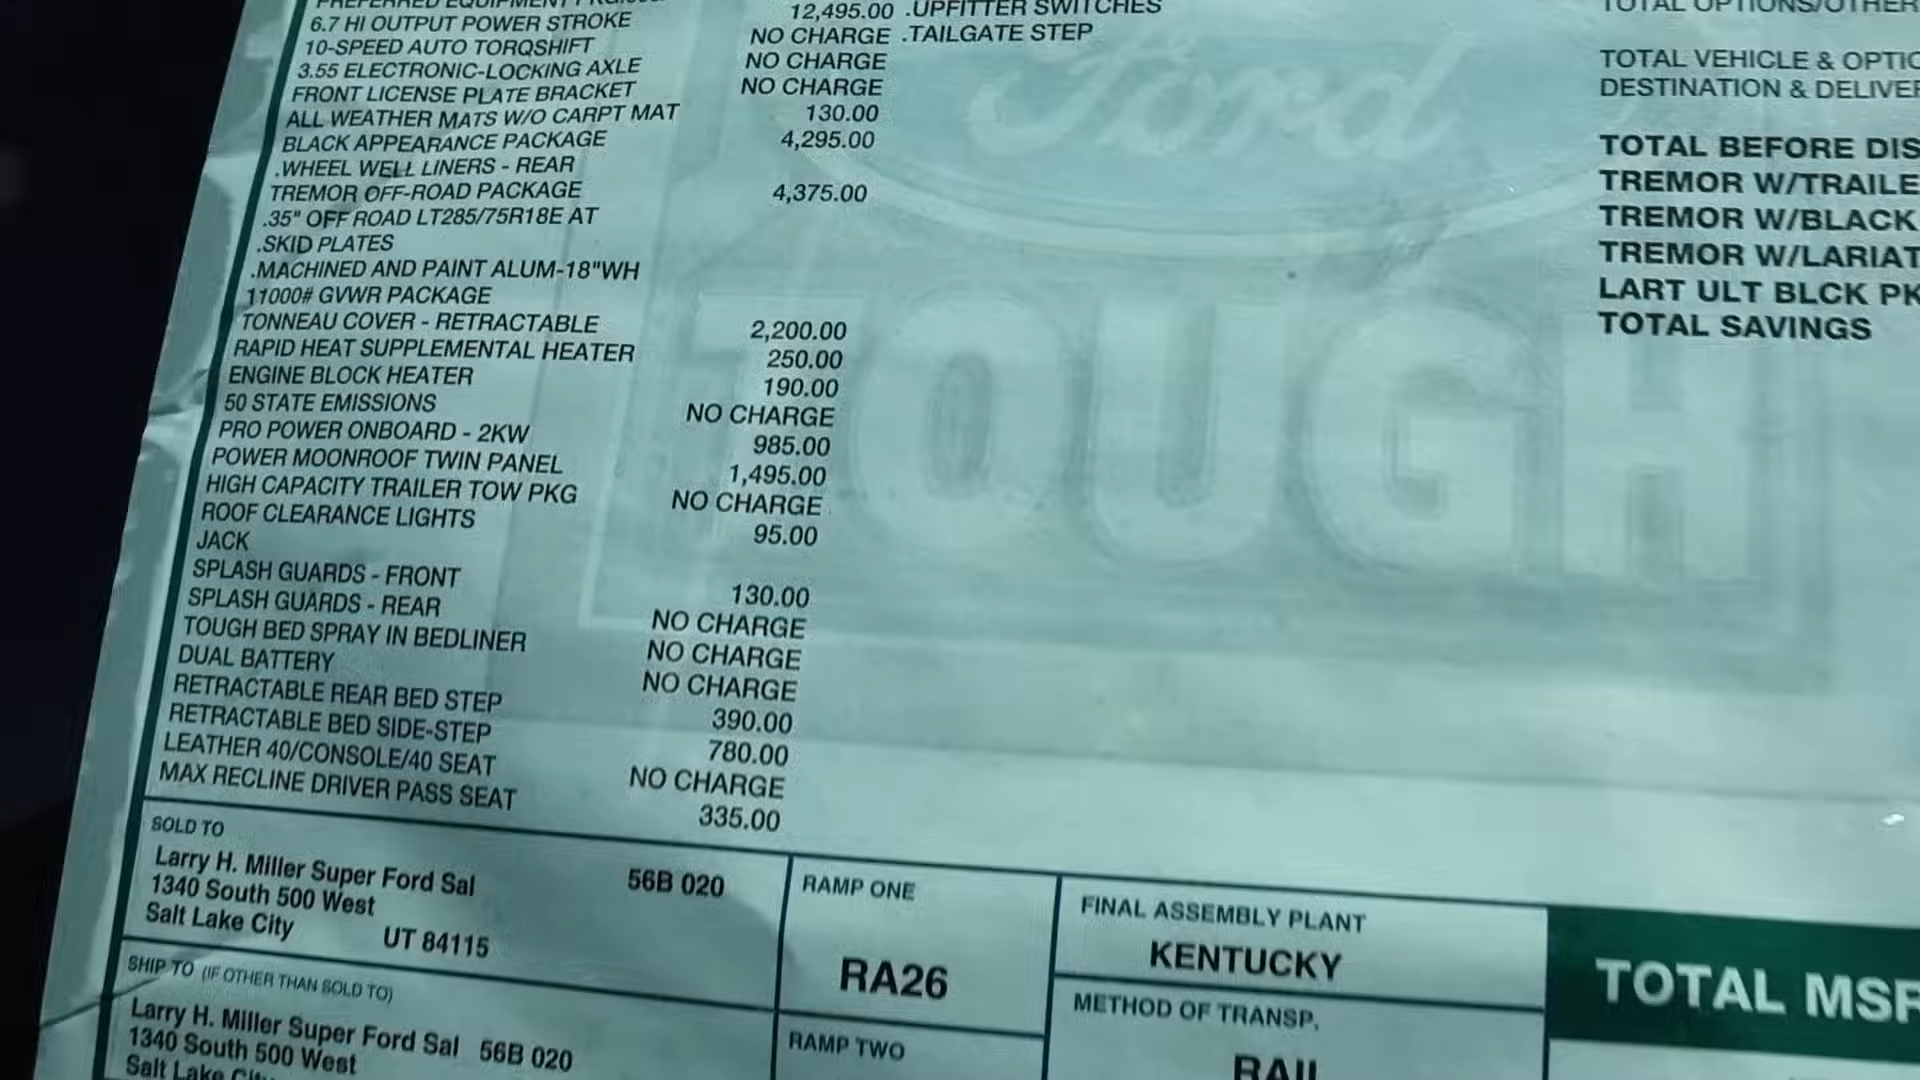 PREFERRED EQUIPMENT PKG
6.7 HI OUTPUT POWER STROKE 12,495.00
10-SPEED AUTO TORQSHIFT NO CHARGE
3.55 ELECTRONIC-LOCKING AXLE NO CHARGE
FRONT LICENSE PLATE BRACKET NO CHARGE
ALL WEATHER MATS W/O CARPT MAT 130.00
BLACK APPEARANCE PACKAGE 4,295.00
.WHEEL WELL LINERS - REAR
TREMOR OFF-ROAD PACKAGE 4,375.00
.35" OFF ROAD LT285/75R18E AT
.SKID PLATES
.MACHINED AND PAINT ALUM-18"WH
11000# GVWR PACKAGE
TONNEAU COVER - RETRACTABLE 2,200.00
RAPID HEAT SUPPLEMENTAL HEATER 250.00
ENGINE BLOCK HEATER 190.00
50 STATE EMISSIONS NO CHARGE
PRO POWER ONBOARD - 2KW 985.00
POWER MOONROOF TWIN PANEL 1,495.00
HIGH CAPACITY TRAILER TOW PKG NO CHARGE
ROOF CLEARANCE LIGHTS 95.00
JACK
SPLASH GUARDS - FRONT 130.00
SPLASH GUARDS - REAR NO CHARGE
TOUGH BED SPRAY IN BEDLINER NO CHARGE
DUAL BATTERY NO CHARGE
RETRACTABLE REAR BED STEP 390.00
RETRACTABLE BED SIDE-STEP 780.00
LEATHER 40/CONSOLE/40 SEAT NO CHARGE
MAX RECLINE DRIVER PASS SEAT 335.00
.UPFITTER SWITCHES
.TAILGATE STEP
Ford
TOUGH
TOTAL OPTIONS/OTHER
TOTAL VEHICLE & OPTIO
DESTINATION & DELIVER
TOTAL BEFORE DIS
TREMOR W/TRAILE
TREMOR W/BLACK
TREMOR W/LARIAT
LART ULT BLCK PK
TOTAL SAVINGS
SOLD TO
Larry H. Miller Super Ford Sal 56B 020
1340 South 500 West
Salt Lake City UT 84115
SHIP TO (IF OTHER THAN SOLD TO)
Larry H. Miller Super Ford Sal 56B 020
1340 South 500 West
Salt Lake City
RAMP ONE
RA26
RAMP TWO
FINAL ASSEMBLY PLANT
KENTUCKY
METHOD OF TRANSP.
RAIL
TOTAL MSR